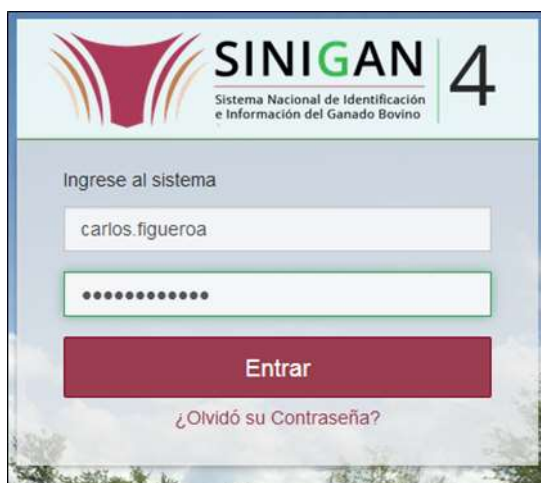 SINIGAN 4
Sistema Nacional de Identificación
e Información del Ganado Bovino
Ingrese al sistema
carlos.figueroa
••••••••••••
Entrar
¿Olvidó su Contraseña?